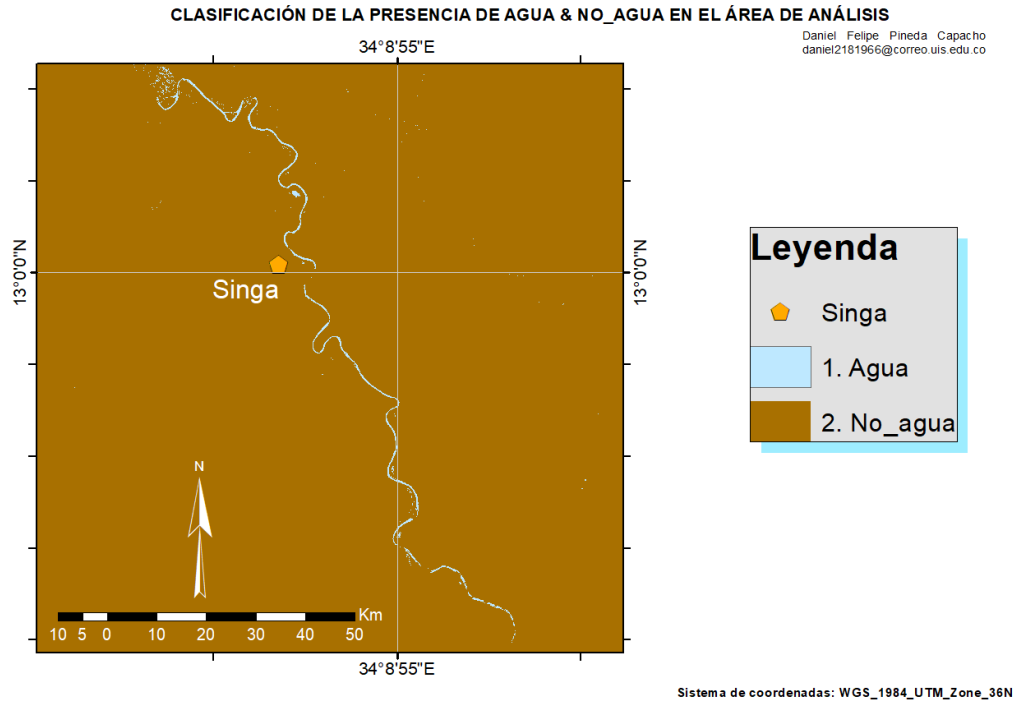 CLASIFICACIÓN DE LA PRESENCIA DE AGUA & NO_AGUA EN EL ÁREA DE ANÁLISIS
Daniel Felipe Pineda Capacho
daniel2181966@correo.uis.edu.co
34°8'55"E
13°0'0"N
13°0'0"N
Singa
Leyenda
Singa
1. Agua
2. No_agua
N
Km
10 5 0 10 20 30 40 50
34°8'55"E
Sistema de coordenadas: WGS_1984_UTM_Zone_36N